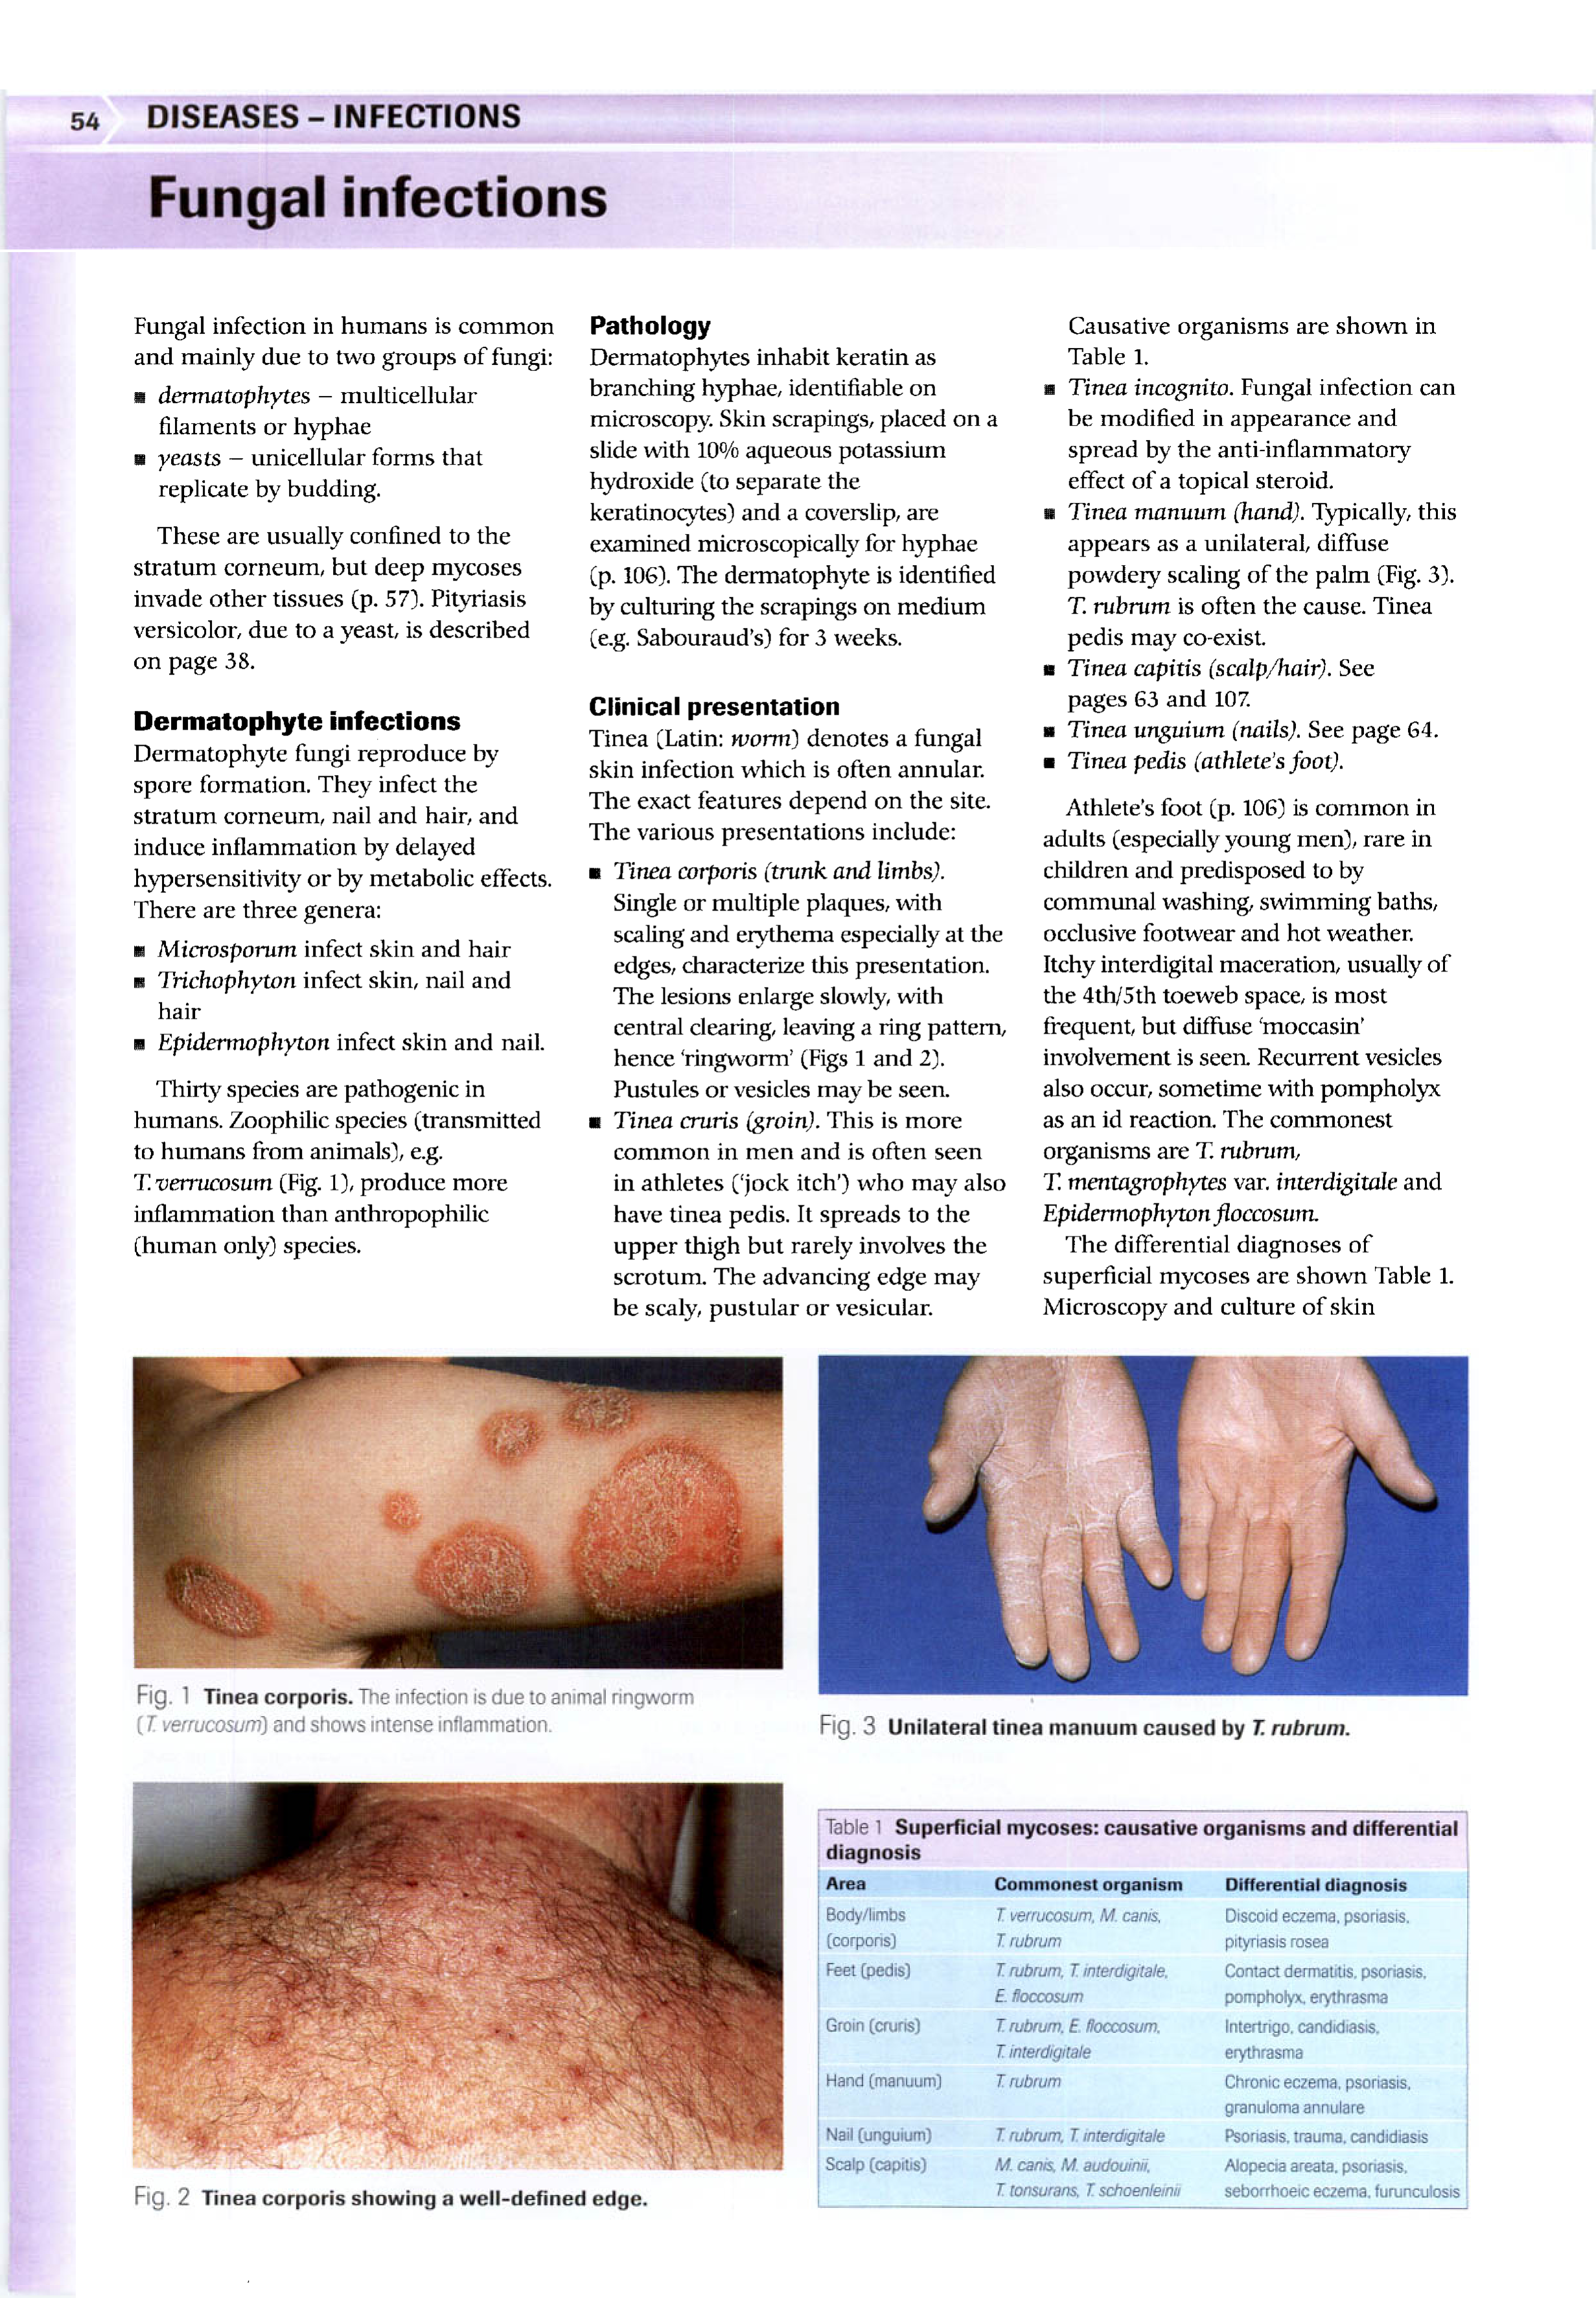 54
DISEASES – INFECTIONS
Fungal infections
Fungal infection in humans is common
and mainly due to two groups of fungi:
■ dermatophytes – multicellular
filaments or hyphae
■ yeasts – unicellular forms that
replicate by budding.
These are usually confined to the
stratum corneum, but deep mycoses
invade other tissues (p. 57). Pityriasis
versicolor, due to a yeast, is described
on page 38.
Dermatophyte infections
Dermatophyte fungi reproduce by
spore formation. They infect the
stratum corneum, nail and hair, and
induce inflammation by delayed
hypersensitivity or by metabolic effects.
There are three genera:
■ Microsporum infect skin and hair
■ Trichophyton infect skin, nail and
hair
■ Epidermophyton infect skin and nail.
Thirty species are pathogenic in
humans. Zoophilic species (transmitted
to humans from animals), e.g.
T. verrucosum (Fig. 1), produce more
inflammation than anthropophilic
(human only) species.
Pathology
Dermatophytes inhabit keratin as
branching hyphae, identifiable on
microscopy. Skin scrapings, placed on a
slide with 10% aqueous potassium
hydroxide (to separate the
keratinocytes) and a coverslip, are
examined microscopically for hyphae
(p. 106). The dermatophyte is identified
by culturing the scrapings on medium
(e.g. Sabouraud's) for 3 weeks.
Clinical presentation
Tinea (Latin: worm) denotes a fungal
skin infection which is often annular.
The exact features depend on the site.
The various presentations include:
■ Tinea corporis (trunk and limbs).
Single or multiple plaques, with
scaling and erythema especially at the
edges, characterize this presentation.
The lesions enlarge slowly, with
central clearing, leaving a ring pattern,
hence 'ringworm' (Figs 1 and 2).
Pustules or vesicles may be seen.
■ Tinea cruris (groin). This is more
common in men and is often seen
in athletes ('jock itch') who may also
have tinea pedis. It spreads to the
upper thigh but rarely involves the
scrotum. The advancing edge may
be scaly, pustular or vesicular.
Causative organisms are shown in
Table 1.
■ Tinea incognito. Fungal infection can
be modified in appearance and
spread by the anti-inflammatory
effect of a topical steroid.
■ Tinea manuum (hand). Typically, this
appears as a unilateral, diffuse
powdery scaling of the palm (Fig. 3).
T. rubrum is often the cause. Tinea
pedis may co-exist.
■ Tinea capitis (scalp/hair). See
pages 63 and 107.
■ Tinea unguium (nails). See page 64.
■ Tinea pedis (athlete's foot).
Athlete's foot (p. 106) is common in
adults (especially young men), rare in
children and predisposed to by
communal washing, swimming baths,
occlusive footwear and hot weather.
Itchy interdigital maceration, usually of
the 4th/5th toeweb space, is most
frequent, but diffuse 'moccasin'
involvement is seen. Recurrent vesicles
also occur, sometime with pompholyx
as an id reaction. The commonest
organisms are T. rubrum,
T. mentagrophytes var. interdigitale and
Epidermophyton floccosum.
The differential diagnoses of
superficial mycoses are shown Table 1.
Microscopy and culture of skin
Fig. 1 Tinea corporis. The infection is due to animal ringworm
(T. verrucosum) and shows intense inflammation.
Fig. 3 Unilateral tinea manuum caused by T. rubrum.
Fig. 2 Tinea corporis showing a well-defined edge.
Table 1 Superficial mycoses: causative organisms and differential
diagnosis
Area Commonest organism Differential diagnosis
Body/limbs T. verrucosum, M. canis, Discoid eczema, psoriasis,
(corporis) T. rubrum pityriasis rosea
Feet (pedis) T. rubrum, T. interdigitale, Contact dermatitis, psoriasis,
E. floccosum pompholyx, erythrasma
Groin (cruris) T. rubrum, E. floccosum, Intertrigo, candidiasis,
T. interdigitale erythrasma
Hand (manuum) T. rubrum Chronic eczema, psoriasis,
granuloma annulare
Nail (unguium) T. rubrum, T. interdigitale Psoriasis, trauma, candidiasis
Scalp (capitis) M. canis, M. audouinii, Alopecia areata, psoriasis,
T. tonsurans, T. schoenleinii seborrhoeic eczema, furunculosis